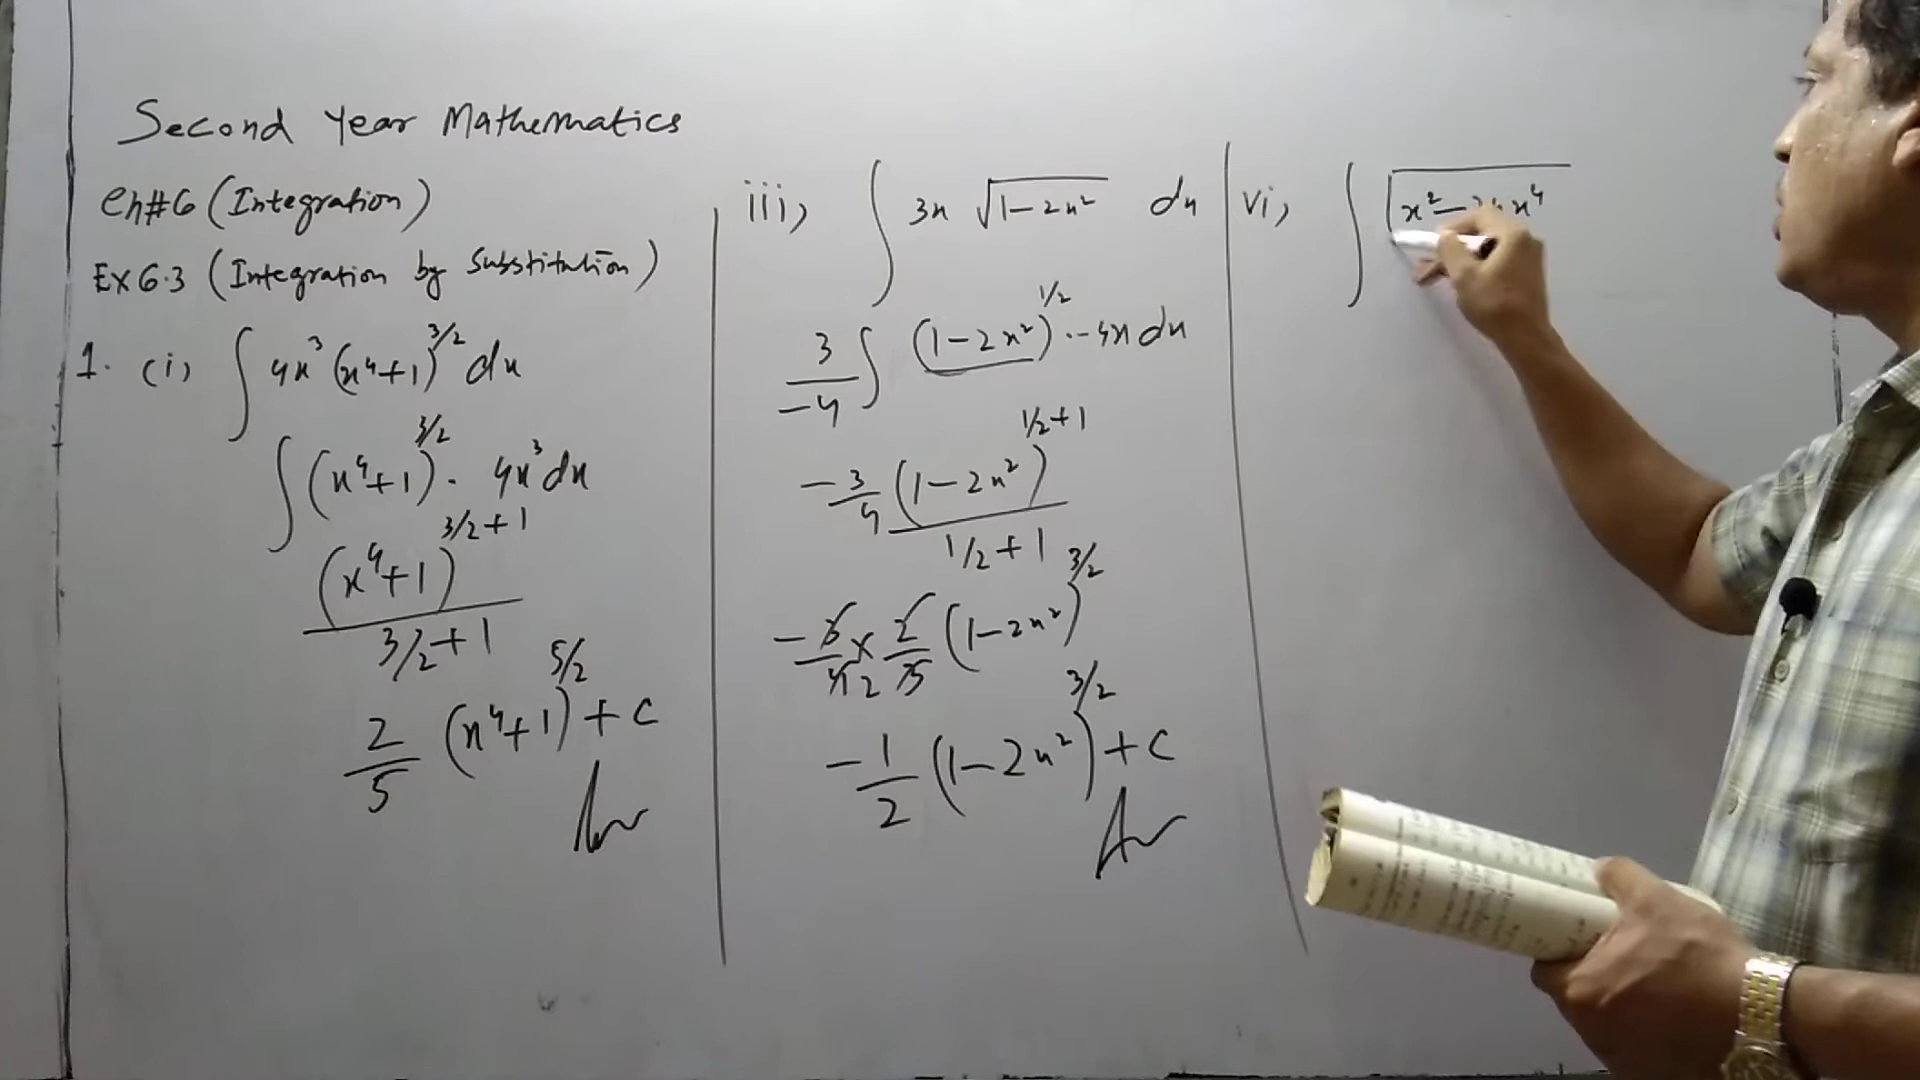 Second Year Mathematics
Ch#6 (Integration)
Ex 6.3 (Integration by Substitution)
1. (i) ∫ 4x³ (x⁴+1)^3/2 dx
∫ (x⁴+1)^3/2 · 4x³ dx
(x⁴+1)^3/2+1
3/2+1
2/5 (x⁴+1)^5/2 + c
Ans
iii, ∫ 3x √1-2x² dx
3/-4 ∫ (1-2x²)^1/2 · -4x dx
-3/4 (1-2x²)^1/2+1
1/2+1
-3/4 2 × 2/3 (1-2x²)^3/2
-1/2 (1-2x²)^3/2 + c
Ans
vi, ∫ √x² - x⁴